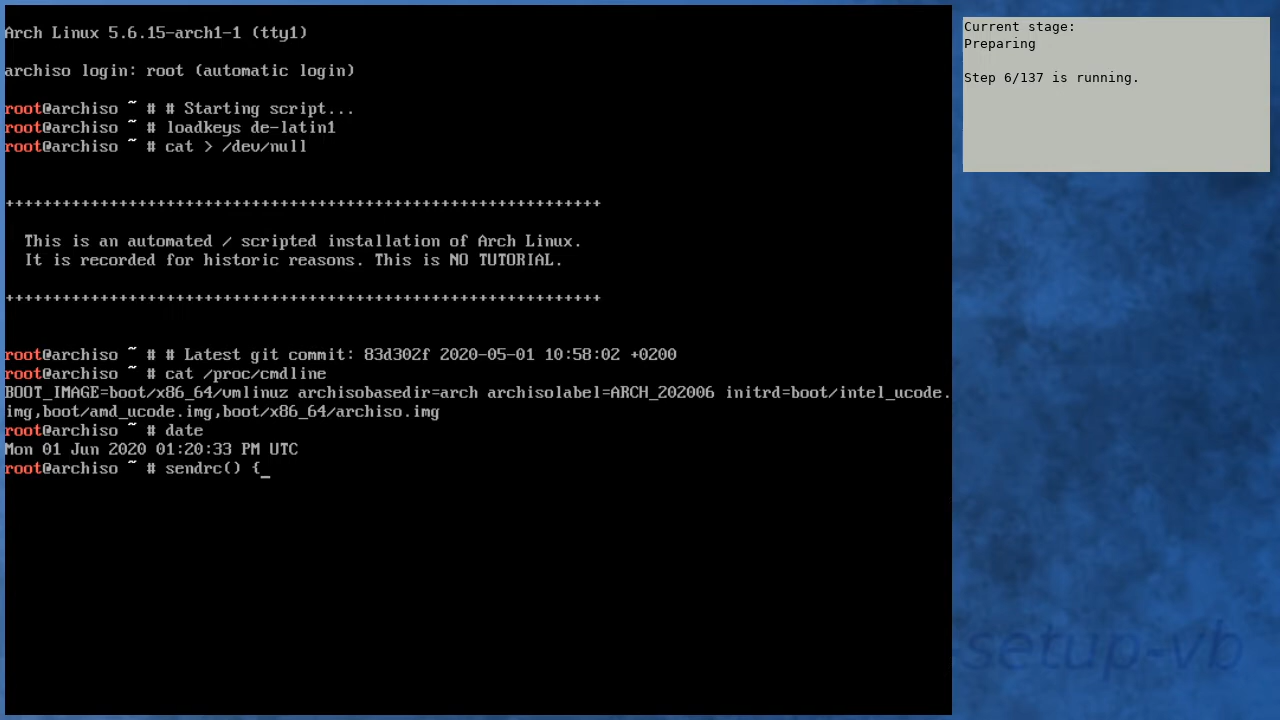 Arch Linux 5.6.15-arch1-1 (tty1)
archiso login: root (automatic login)
root@archiso ~ # # Starting script...
root@archiso ~ # loadkeys de-latin1
root@archiso ~ # cat > /dev/null
+++++++++++++++++++++++++++++++++++++++++++++++++++++++++++++++
This is an automated / scripted installation of Arch Linux.
It is recorded for historic reasons. This is NO TUTORIAL.
+++++++++++++++++++++++++++++++++++++++++++++++++++++++++++++++
root@archiso ~ # # Latest git commit: 83d302f 2020-05-01 10:58:02 +0200
root@archiso ~ # cat /proc/cmdline
BOOT_IMAGE=boot/x86_64/vmlinuz archisobasedir=arch archisolabel=ARCH_202006 initrd=boot/intel_ucode.
img,boot/amd_ucode.img,boot/x86_64/archiso.img
root@archiso ~ # date
Mon 01 Jun 2020 01:20:33 PM UTC
root@archiso ~ # sendrc() {_
Current stage:
Preparing
Step 6/137 is running.
setup-vb